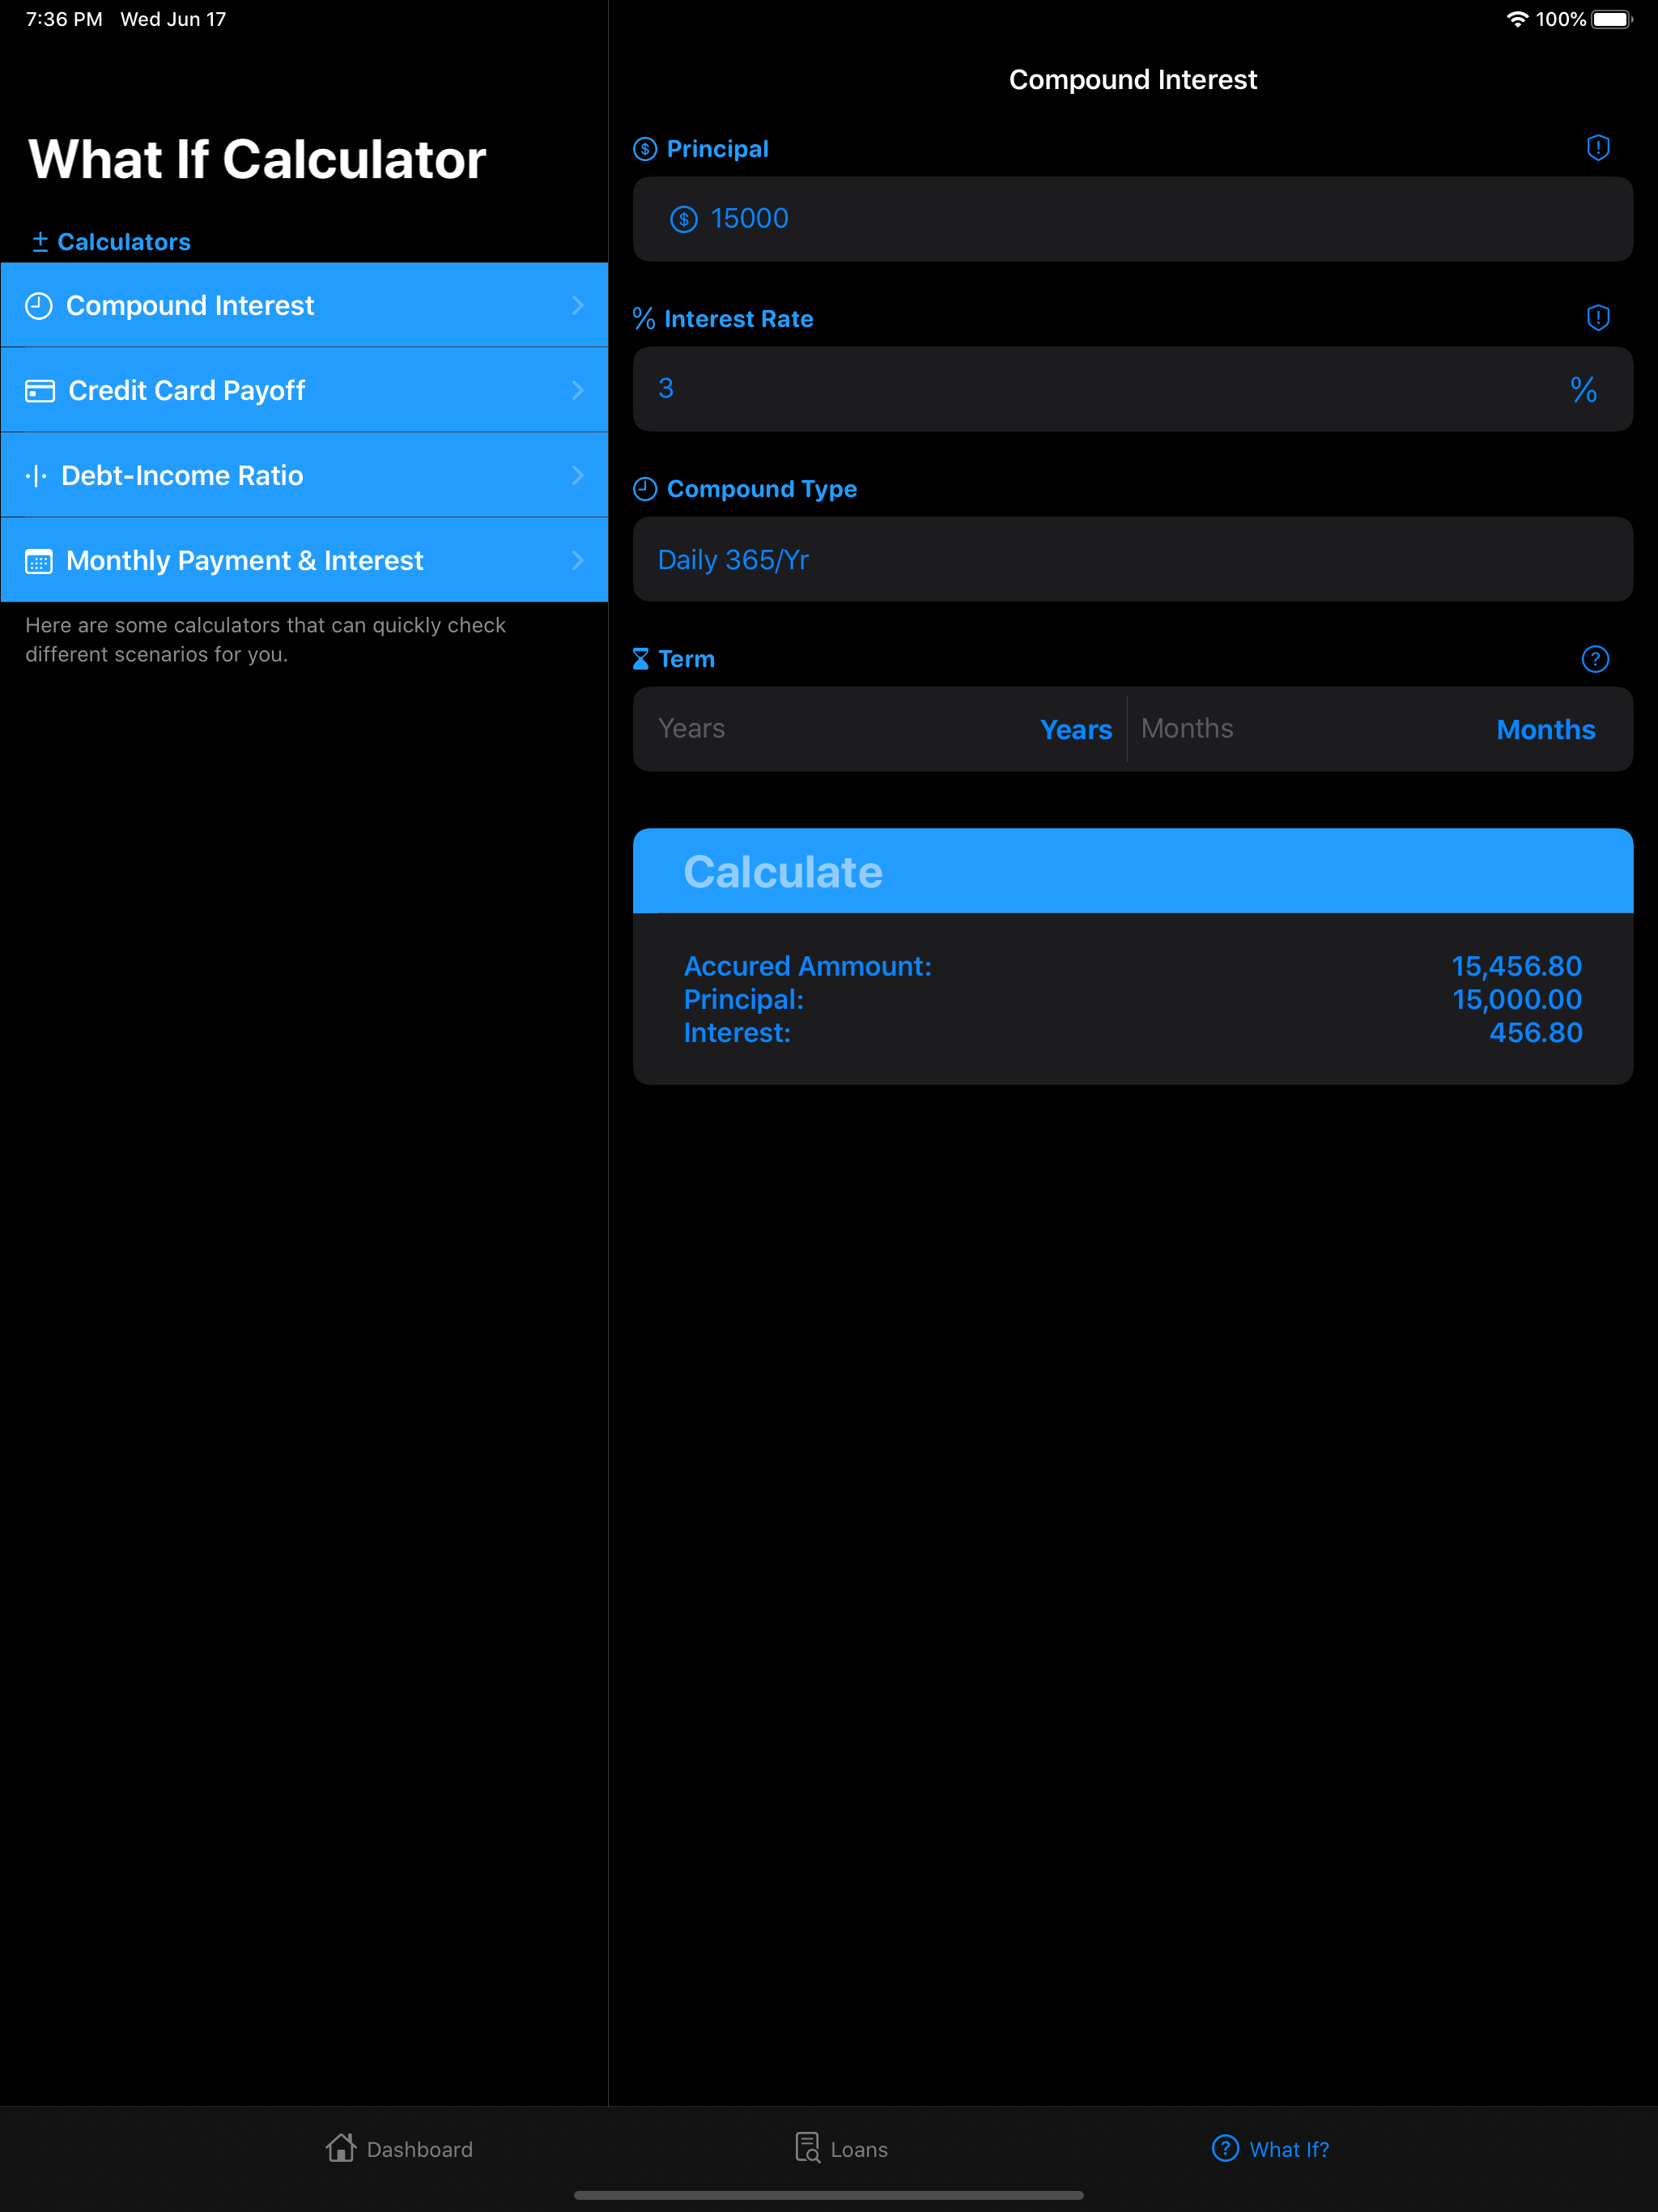 7:36 PM Wed Jun 17
100%
What If Calculator
± Calculators
Compound Interest
Credit Card Payoff
Debt-Income Ratio
Monthly Payment & Interest
Here are some calculators that can quickly check
different scenarios for you.
Compound Interest
$ Principal
$ 15000
% Interest Rate
3 %
Compound Type
Daily 365/Yr
Term
Years Years Months Months
Calculate
Accured Ammount: 15,456.80
Principal: 15,000.00
Interest: 456.80
Dashboard
Loans
What If?